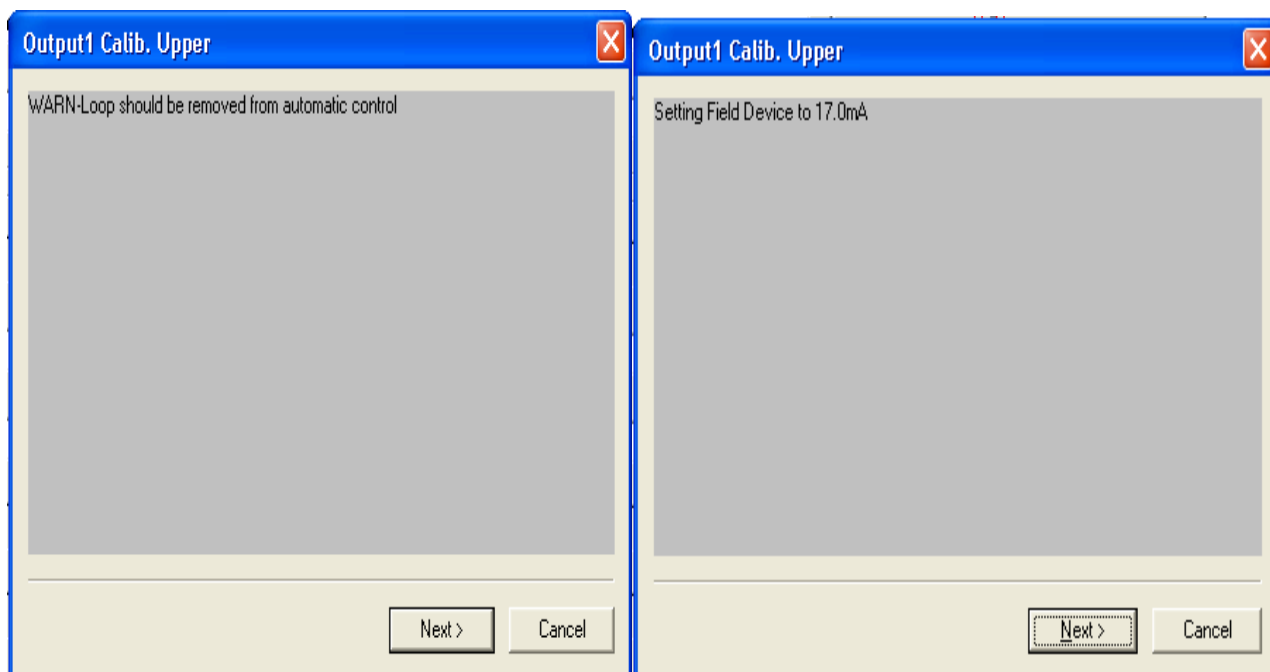 Output1 Calib. Upper
WARN-Loop should be removed from automatic control
Next >
Cancel
Output1 Calib. Upper
Setting Field Device to 17.0mA
Next >
Cancel